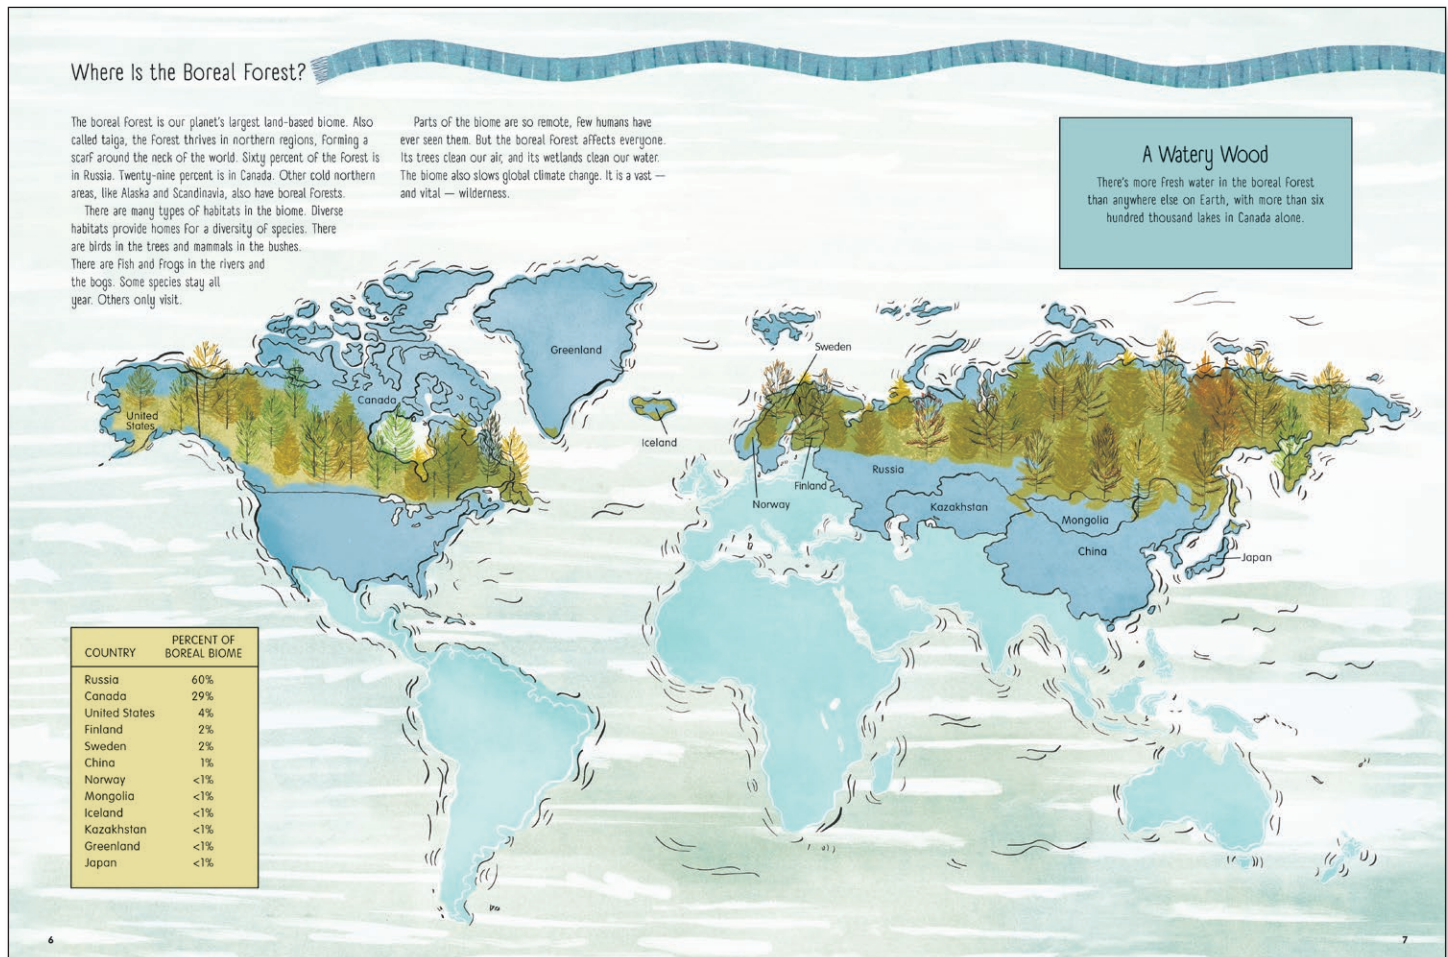 Where Is the Boreal Forest?
The boreal forest is our planet's largest land-based biome. Also
called taiga, the forest thrives in northern regions, forming a
scarf around the neck of the world. Sixty percent of the forest is
in Russia. Twenty-nine percent is in Canada. Other cold northern
areas, like Alaska and Scandinavia, also have boreal forests.
There are many types of habitats in the biome. Diverse
habitats provide homes for a diversity of species. There
are birds in the trees and mammals in the bushes.
There are fish and frogs in the rivers and
the bogs. Some species stay all
year. Others only visit.
Parts of the biome are so remote, few humans have
ever seen them. But the boreal forest affects everyone.
Its trees clean our air, and its wetlands clean our water.
The biome also slows global climate change. It is a vast —
and vital — wilderness.
A Watery Wood
There's more fresh water in the boreal forest
than anywhere else on Earth, with more than six
hundred thousand lakes in Canada alone.
Greenland
Sweden
Canada
United
States
Iceland
Russia
Finland
Norway
Kazakhstan
Mongolia
China
Japan
COUNTRY PERCENT OF
BOREAL BIOME
Russia 60%
Canada 29%
United States 4%
Finland 2%
Sweden 2%
China 1%
Norway <1%
Mongolia <1%
Iceland <1%
Kazakhstan <1%
Greenland <1%
Japan <1%
6
7